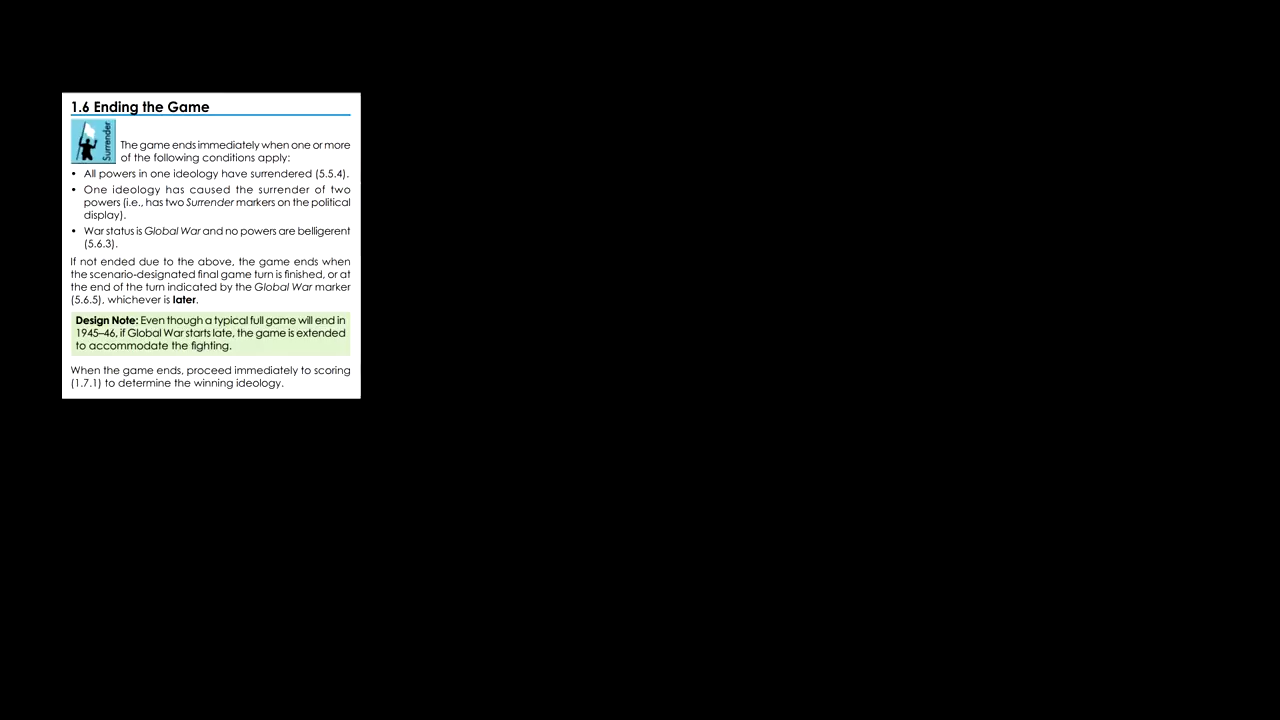 1.6 Ending the Game
Surrender
The game ends immediately when one or more
of the following conditions apply:
• All powers in one ideology have surrendered (5.5.4).
• One ideology has caused the surrender of two
powers (i.e., has two Surrender markers on the political
display).
• War status is Global War and no powers are belligerent
(5.6.3).
If not ended due to the above, the game ends when
the scenario-designated final game turn is finished, or at
the end of the turn indicated by the Global War marker
(5.6.5), whichever is later.
Design Note: Even though a typical full game will end in
1945–46, if Global War starts late, the game is extended
to accommodate the fighting.
When the game ends, proceed immediately to scoring
(1.7.1) to determine the winning ideology.